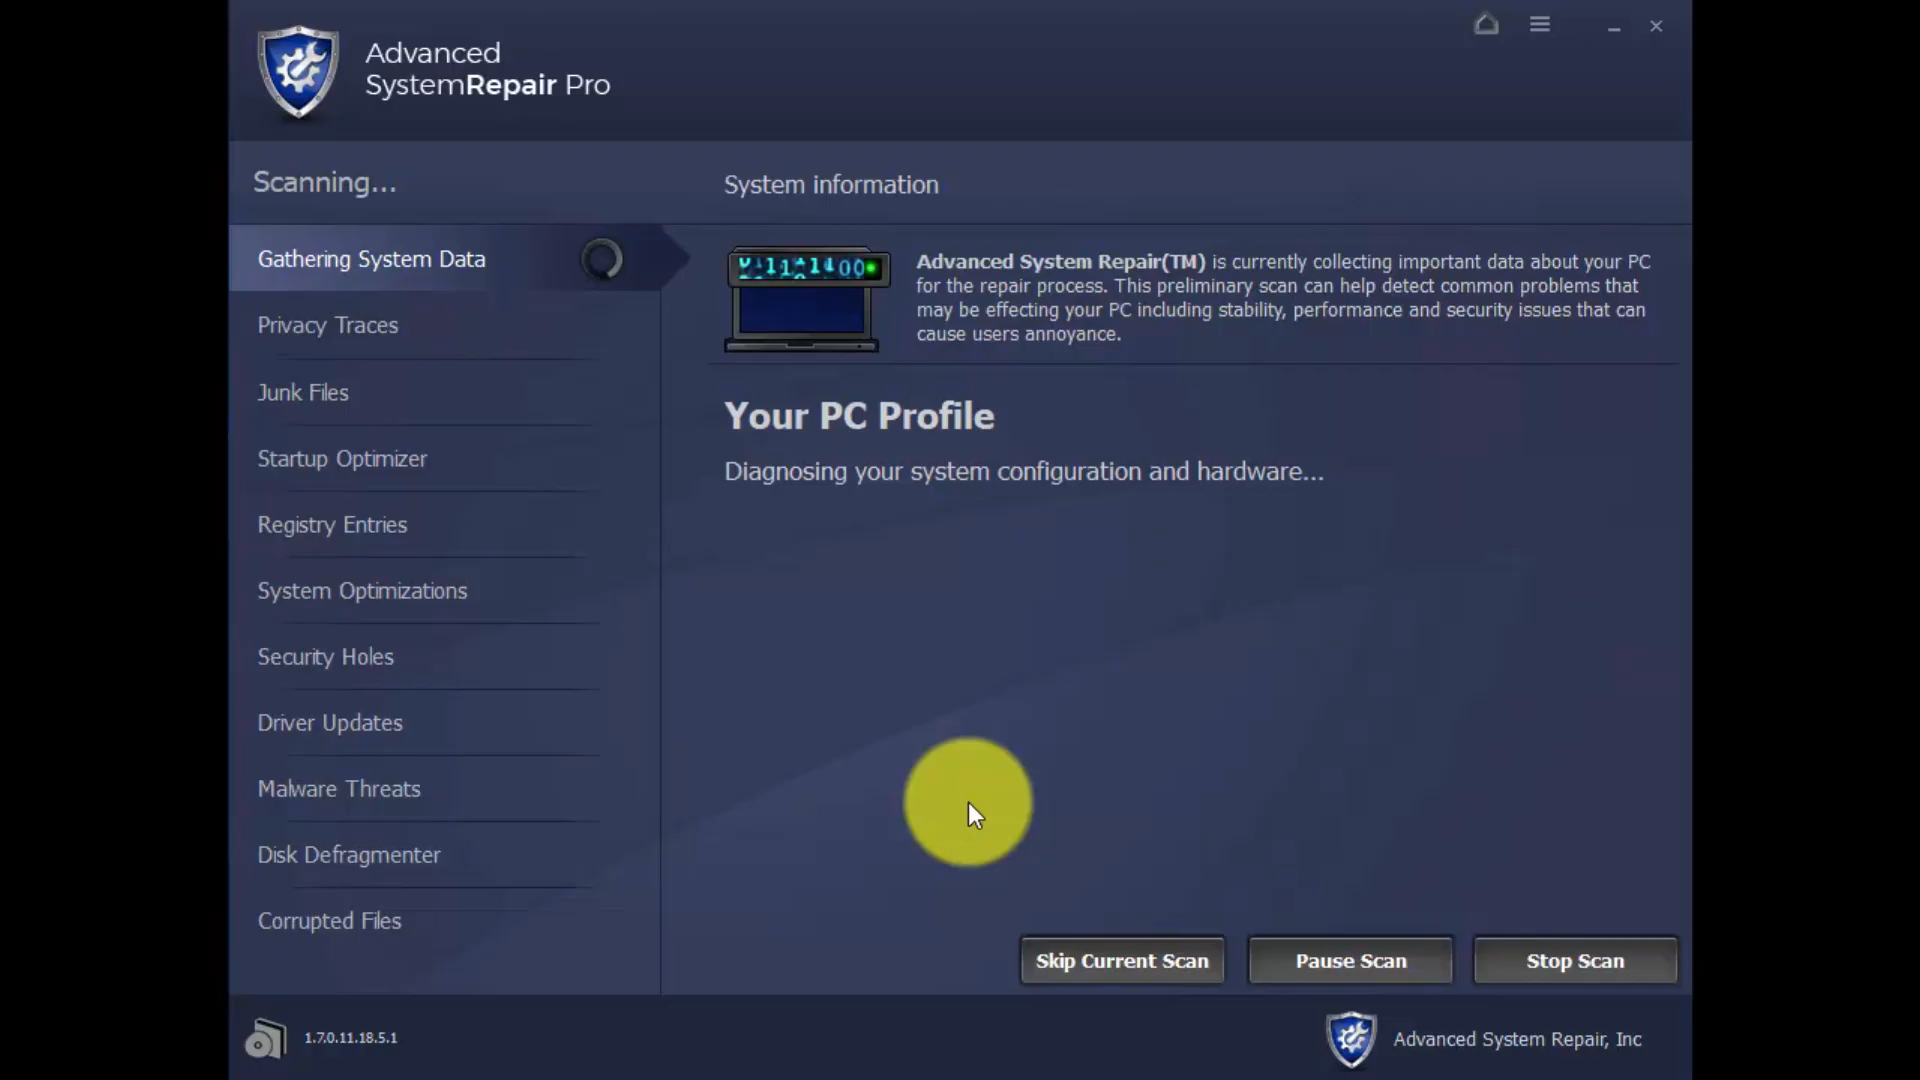 Advanced
SystemRepair Pro
Scanning...
System information
Gathering System Data
Privacy Traces
Junk Files
Startup Optimizer
Registry Entries
System Optimizations
Security Holes
Driver Updates
Malware Threats
Disk Defragmenter
Corrupted Files
Advanced System Repair(TM) is currently collecting important data about your PC
for the repair process. This preliminary scan can help detect common problems that
may be effecting your PC including stability, performance and security issues that can
cause users annoyance.
Your PC Profile
Diagnosing your system configuration and hardware...
Skip Current Scan
Pause Scan
Stop Scan
1.7.0.11.18.5.1
Advanced System Repair, Inc